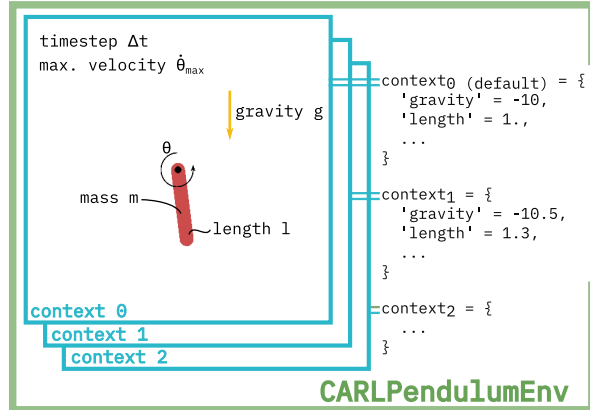 timestep Δt
max. velocity θ̇max
gravity g
θ
mass m
length l
context 0
context 1
context 2
context0 (default) = {
'gravity' = -10,
'length' = 1.,
...
}
context1 = {
'gravity' = -10.5,
'length' = 1.3,
...
}
context2 = {
...
}
CARLPendulumEnv